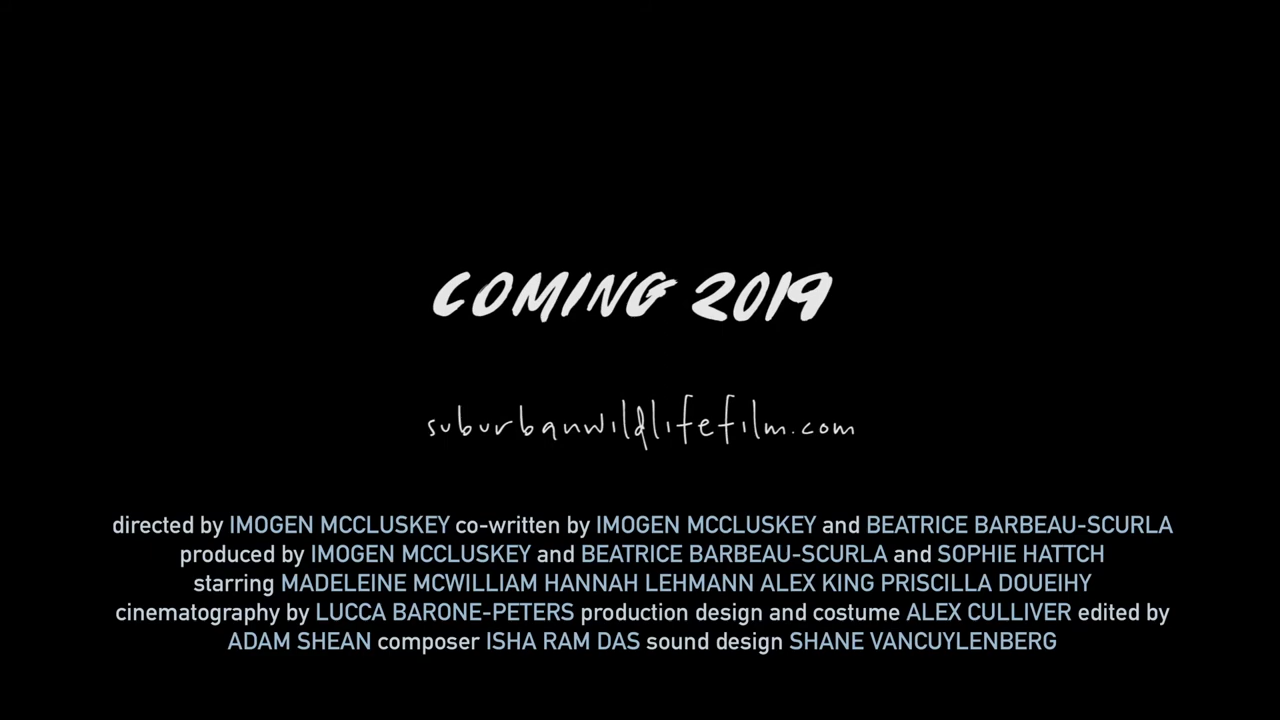 COMING 2019
suburbanwildlifefilm.com
directed by IMOGEN MCCLUSKEY co-written by IMOGEN MCCLUSKEY and BEATRICE BARBEAU-SCURLA
produced by IMOGEN MCCLUSKEY and BEATRICE BARBEAU-SCURLA and SOPHIE HATTCH
starring MADELEINE MCWILLIAM HANNAH LEHMANN ALEX KING PRISCILLA DOUEIHY
cinematography by LUCCA BARONE-PETERS production design and costume ALEX CULLIVER edited by
ADAM SHEAN composer ISHA RAM DAS sound design SHANE VANCUYLENBERG